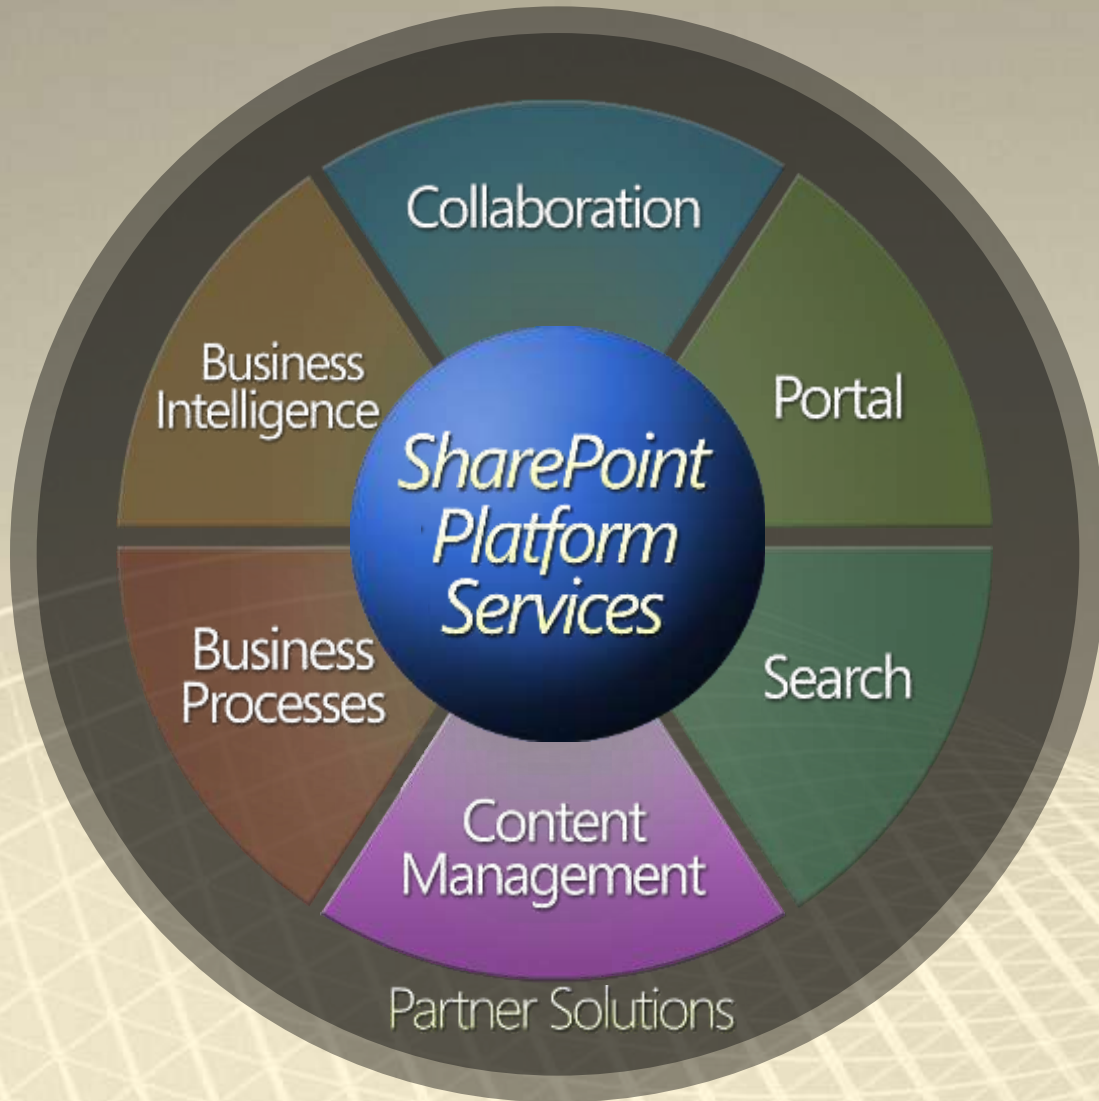 Collaboration
Business
Intelligence
Portal
SharePoint
Platform
Services
Business
Processes
Search
Content
Management
Partner Solutions